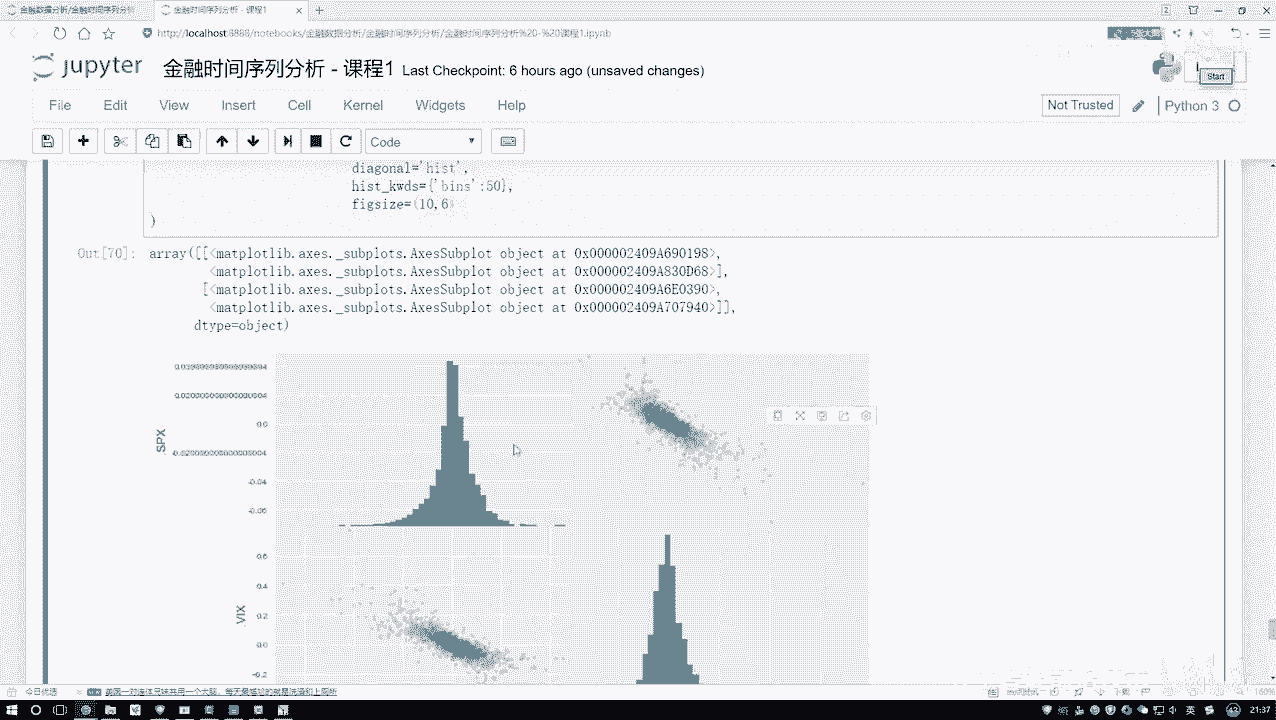 金融数据分析/金融时间序列分析 金融时间序列分析 - 课程1
http://localhost:8888/notebooks/金融数据分析/金融时间序列分析/金融时间序列分析%20-%20课程1.ipynb
jupyter 金融时间序列分析 - 课程1 Last Checkpoint: 6 hours ago (unsaved changes)
Start
File Edit View Insert Cell Kernel Widgets Help
Not Trusted Python 3
Code
diagonal='hist',
hist_kwds={'bins':50},
figsize=(10,6)
)
Out[70]: array([[<matplotlib.axes._subplots.AxesSubplot object at 0x000002409A690198>,
<matplotlib.axes._subplots.AxesSubplot object at 0x000002409A830D68>],
[<matplotlib.axes._subplots.AxesSubplot object at 0x000002409A6E0390>,
<matplotlib.axes._subplots.AxesSubplot object at 0x000002409A707940>]],
dtype=object)
0.0
.SPX
-0.04
-0.06
0.6
0.4
.VIX
0.2
0.0
-0.2
今日优选
160%
英
21:37